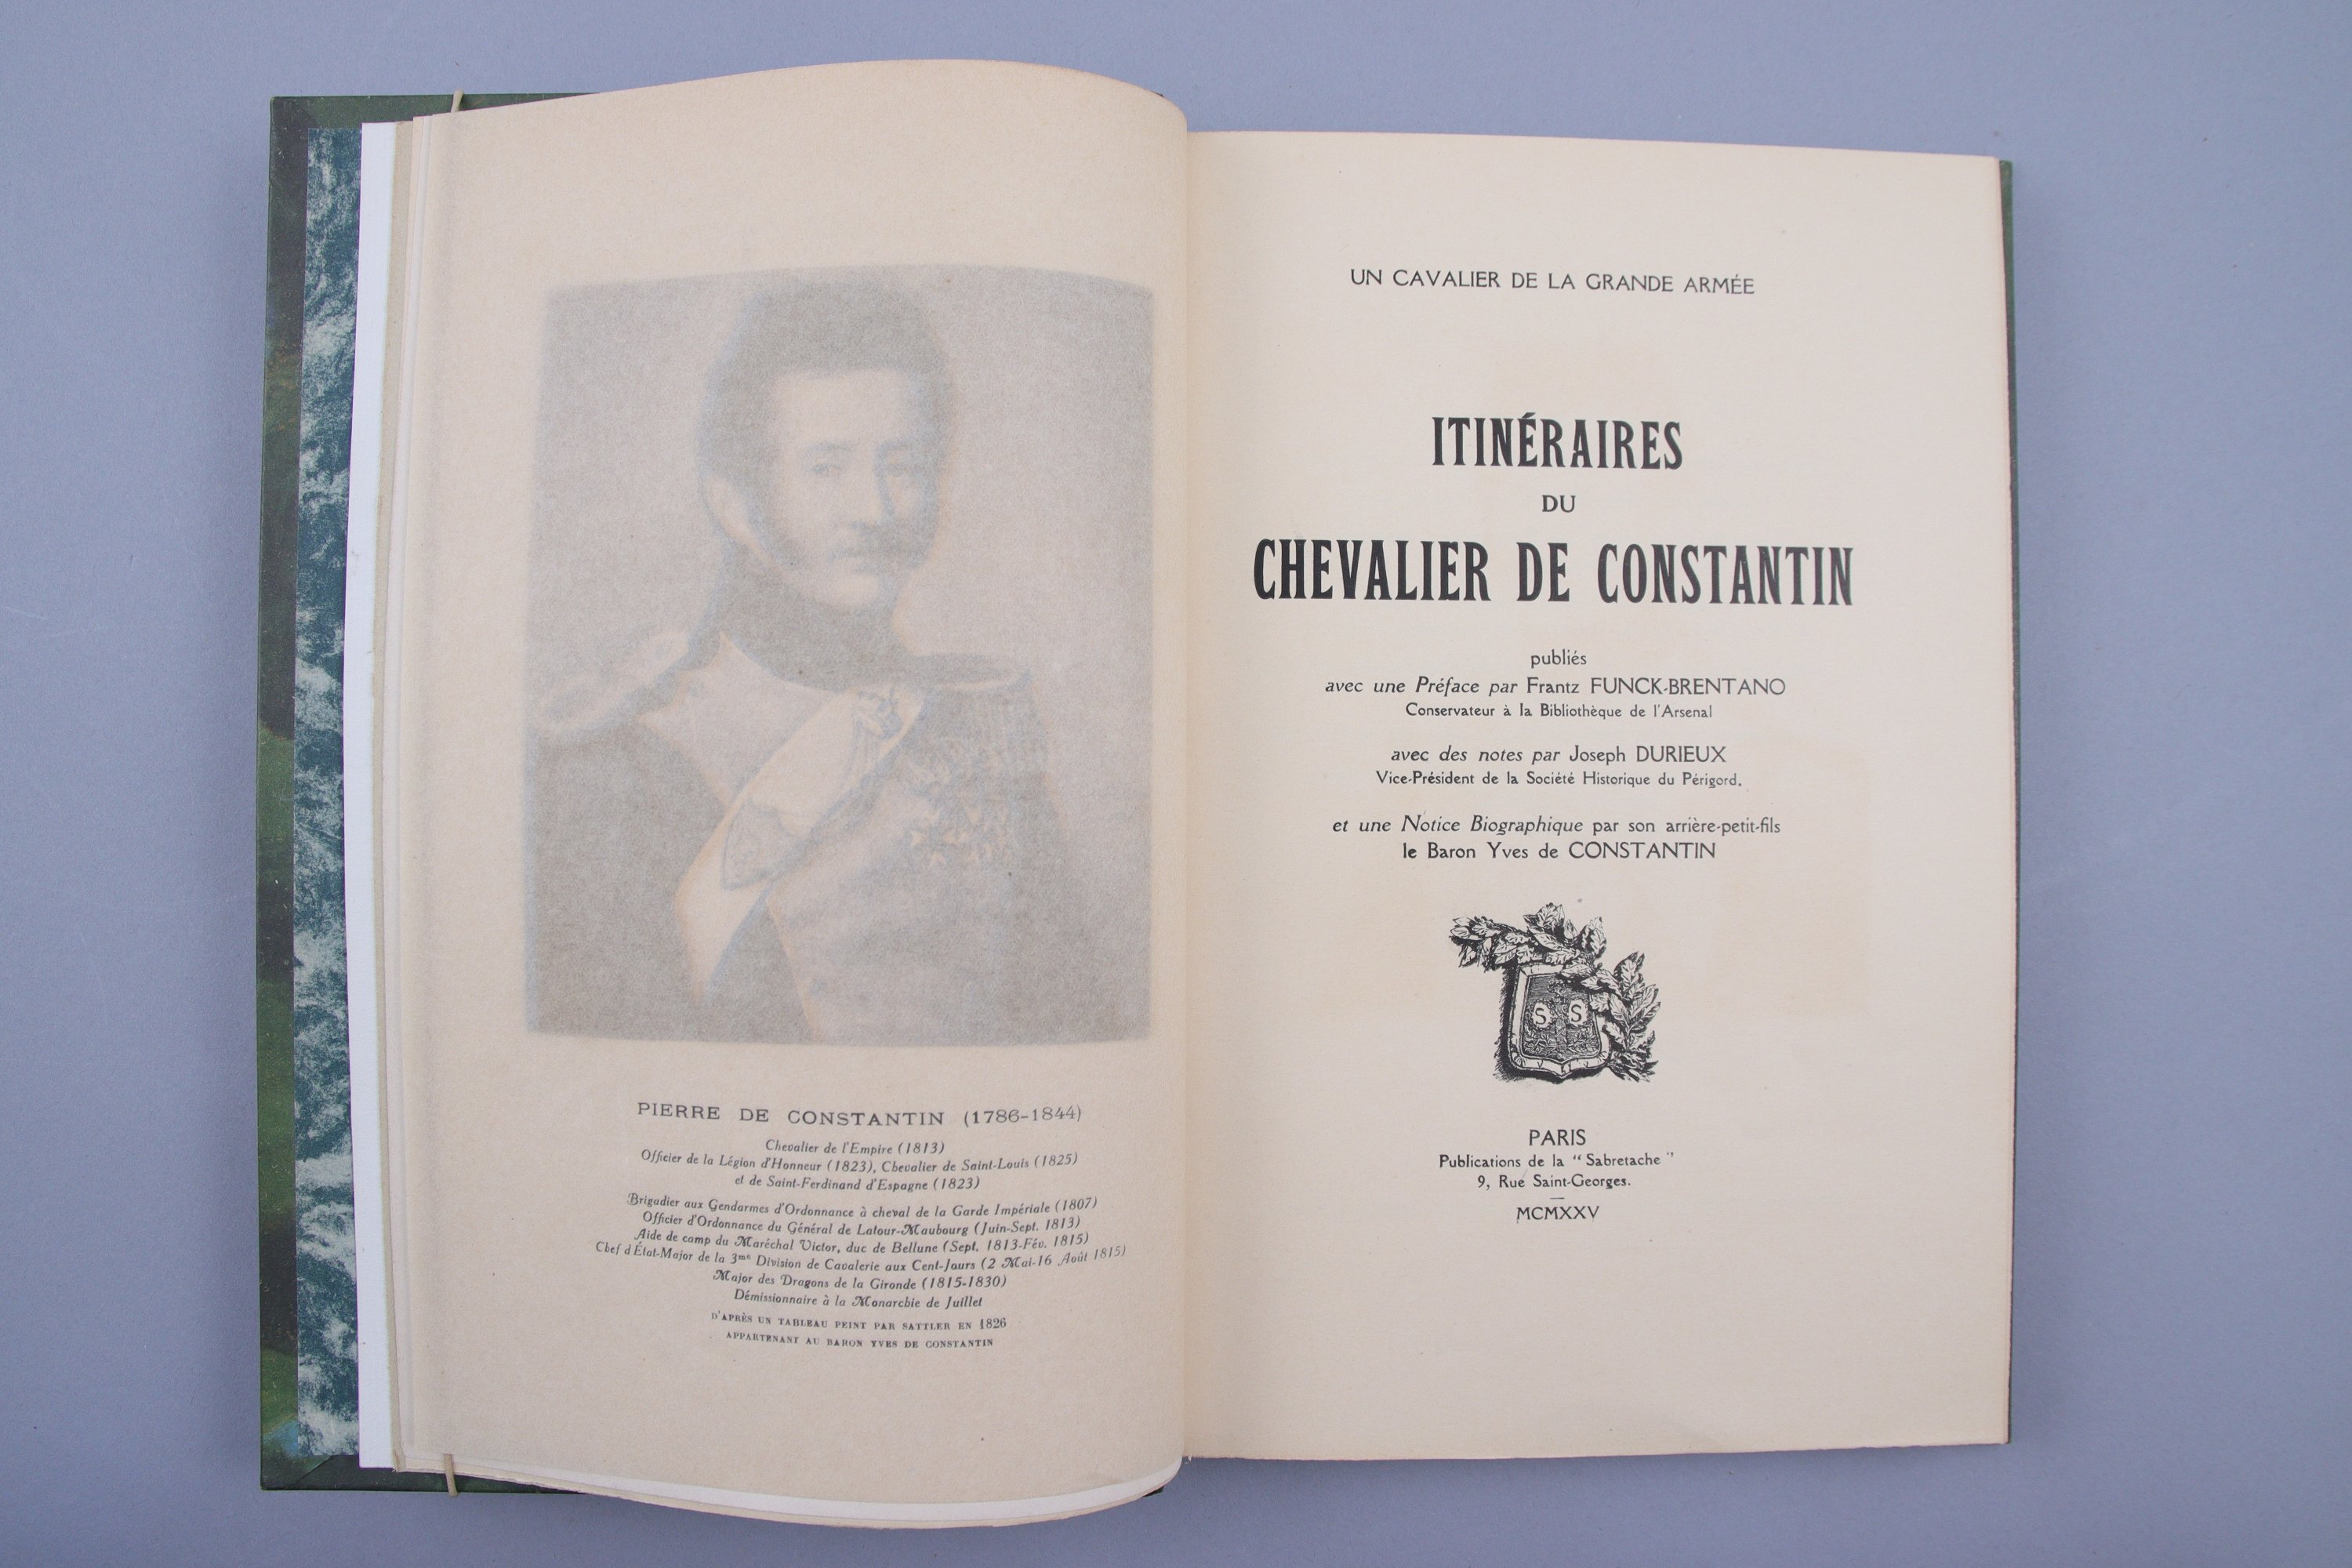 PIERRE DE CONSTANTIN (1786-1844)
Chevalier de l'Empire (1813)
Officier de la Légion d'Honneur (1823), Chevalier de Saint-Louis (1825)
et de Saint-Ferdinand d'Espagne (1823)
Brigadier aux Gendarmes d'Ordonnance à cheval de la Garde Impériale (1807)
Officier d'Ordonnance du Général de Latour-Maubourg (Juin-Sept. 1813)
Aide de camp du Maréchal Victor, duc de Bellune (Sept. 1813-Fév. 1815)
Chef d'État-Major de la 3me Division de Cavalerie aux Cent-Jours (2 Mai-16 Août 1815)
Major des Dragons de la Gironde (1815-1830)
Démissionnaire à la Monarchie de Juillet
D'APRÈS UN TABLEAU PEINT PAR SATTLER EN 1826
APPARTENANT AU BARON YVES DE CONSTANTIN
UN CAVALIER DE LA GRANDE ARMÉE
ITINÉRAIRES
DU
CHEVALIER DE CONSTANTIN
publiés
avec une Préface par Frantz FUNCK-BRENTANO
Conservateur à la Bibliothèque de l'Arsenal
avec des notes par Joseph DURIEUX
Vice-Président de la Société Historique du Périgord.
et une Notice Biographique par son arrière-petit-fils
le Baron Yves de CONSTANTIN
S S
PARIS
Publications de la "Sabretache"
9, Rue Saint-Georges.
MCMXXV